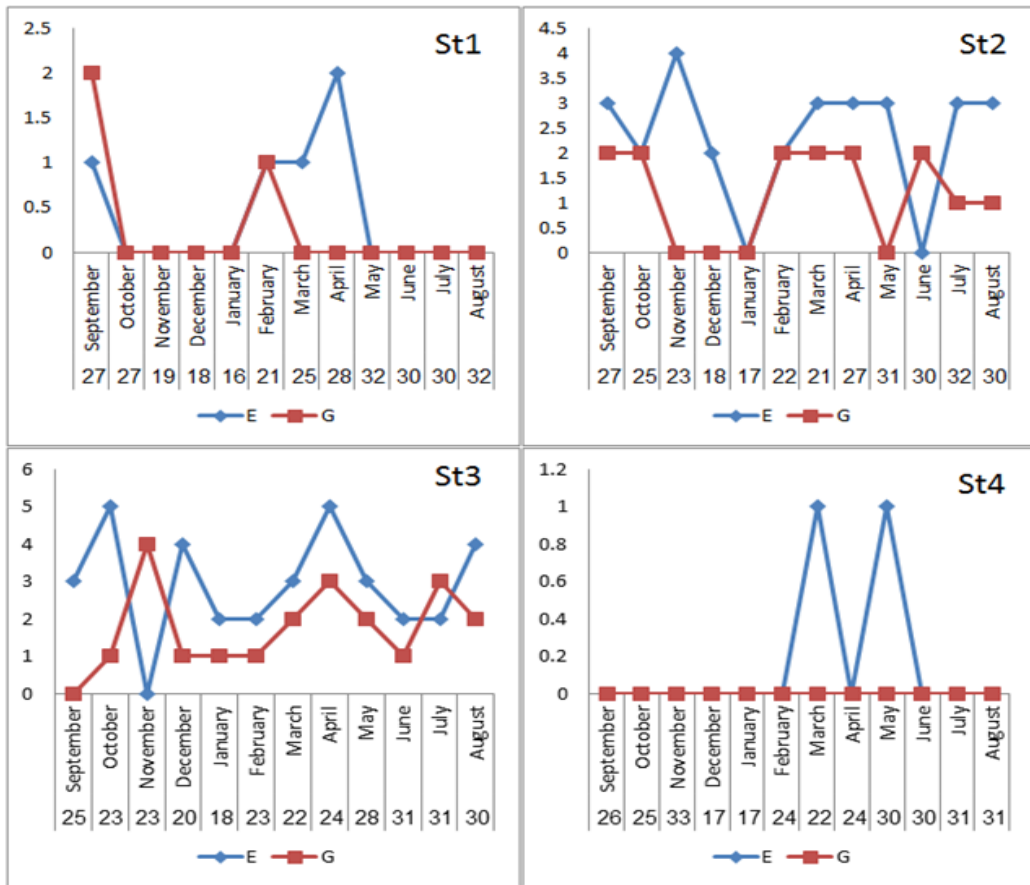 St1
2.5
2
1.5
1
0.5
0
September October November December January February March April May June July August
27 27 19 18 16 21 25 28 32 30 30 32
E G
St2
4.5
4
3.5
3
2.5
2
1.5
1
0.5
0
September October November December January February March April May June July August
27 25 23 18 17 22 21 27 31 30 32 30
E G
St3
6
5
4
3
2
1
0
September October November December January February March April May June July August
25 23 23 20 18 23 22 24 28 31 31 30
E G
St4
1.2
1
0.8
0.6
0.4
0.2
0
September October November December January February March April May June July August
26 25 33 17 17 24 22 24 30 30 31 31
E G